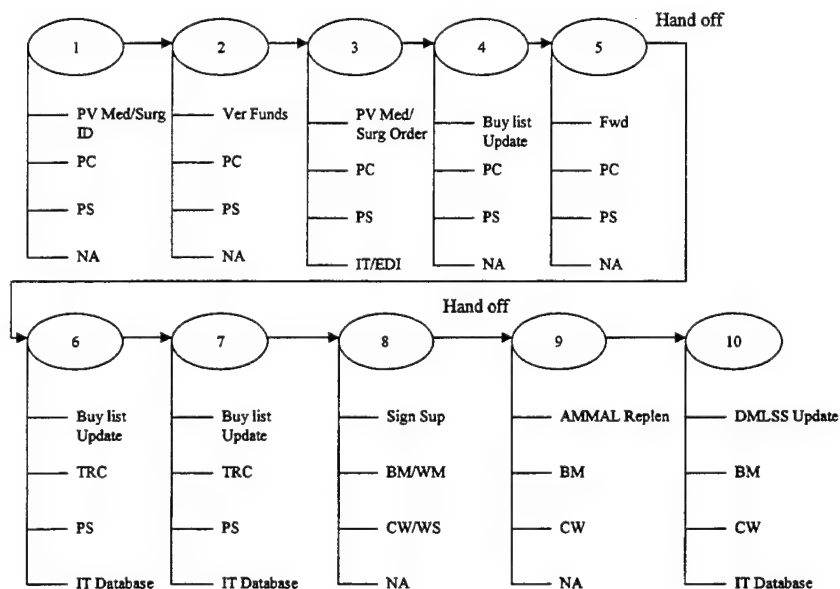 Hand off
1 2 3 4 5
PV Med/Surg Ver Funds PV Med/ Buy list Fwd
ID Surg Order Update
PC PC PC PC PC
PS PS PS PS PS
NA NA IT/EDI NA NA
Hand off
6 7 8 9 10
Buy list Buy list Sign Sup AMMAL Replen DMLSS Update
Update Update
TRC TRC BM/WM BM BM
PS PS CW/WS CW CW
IT Database IT Database NA NA IT Database